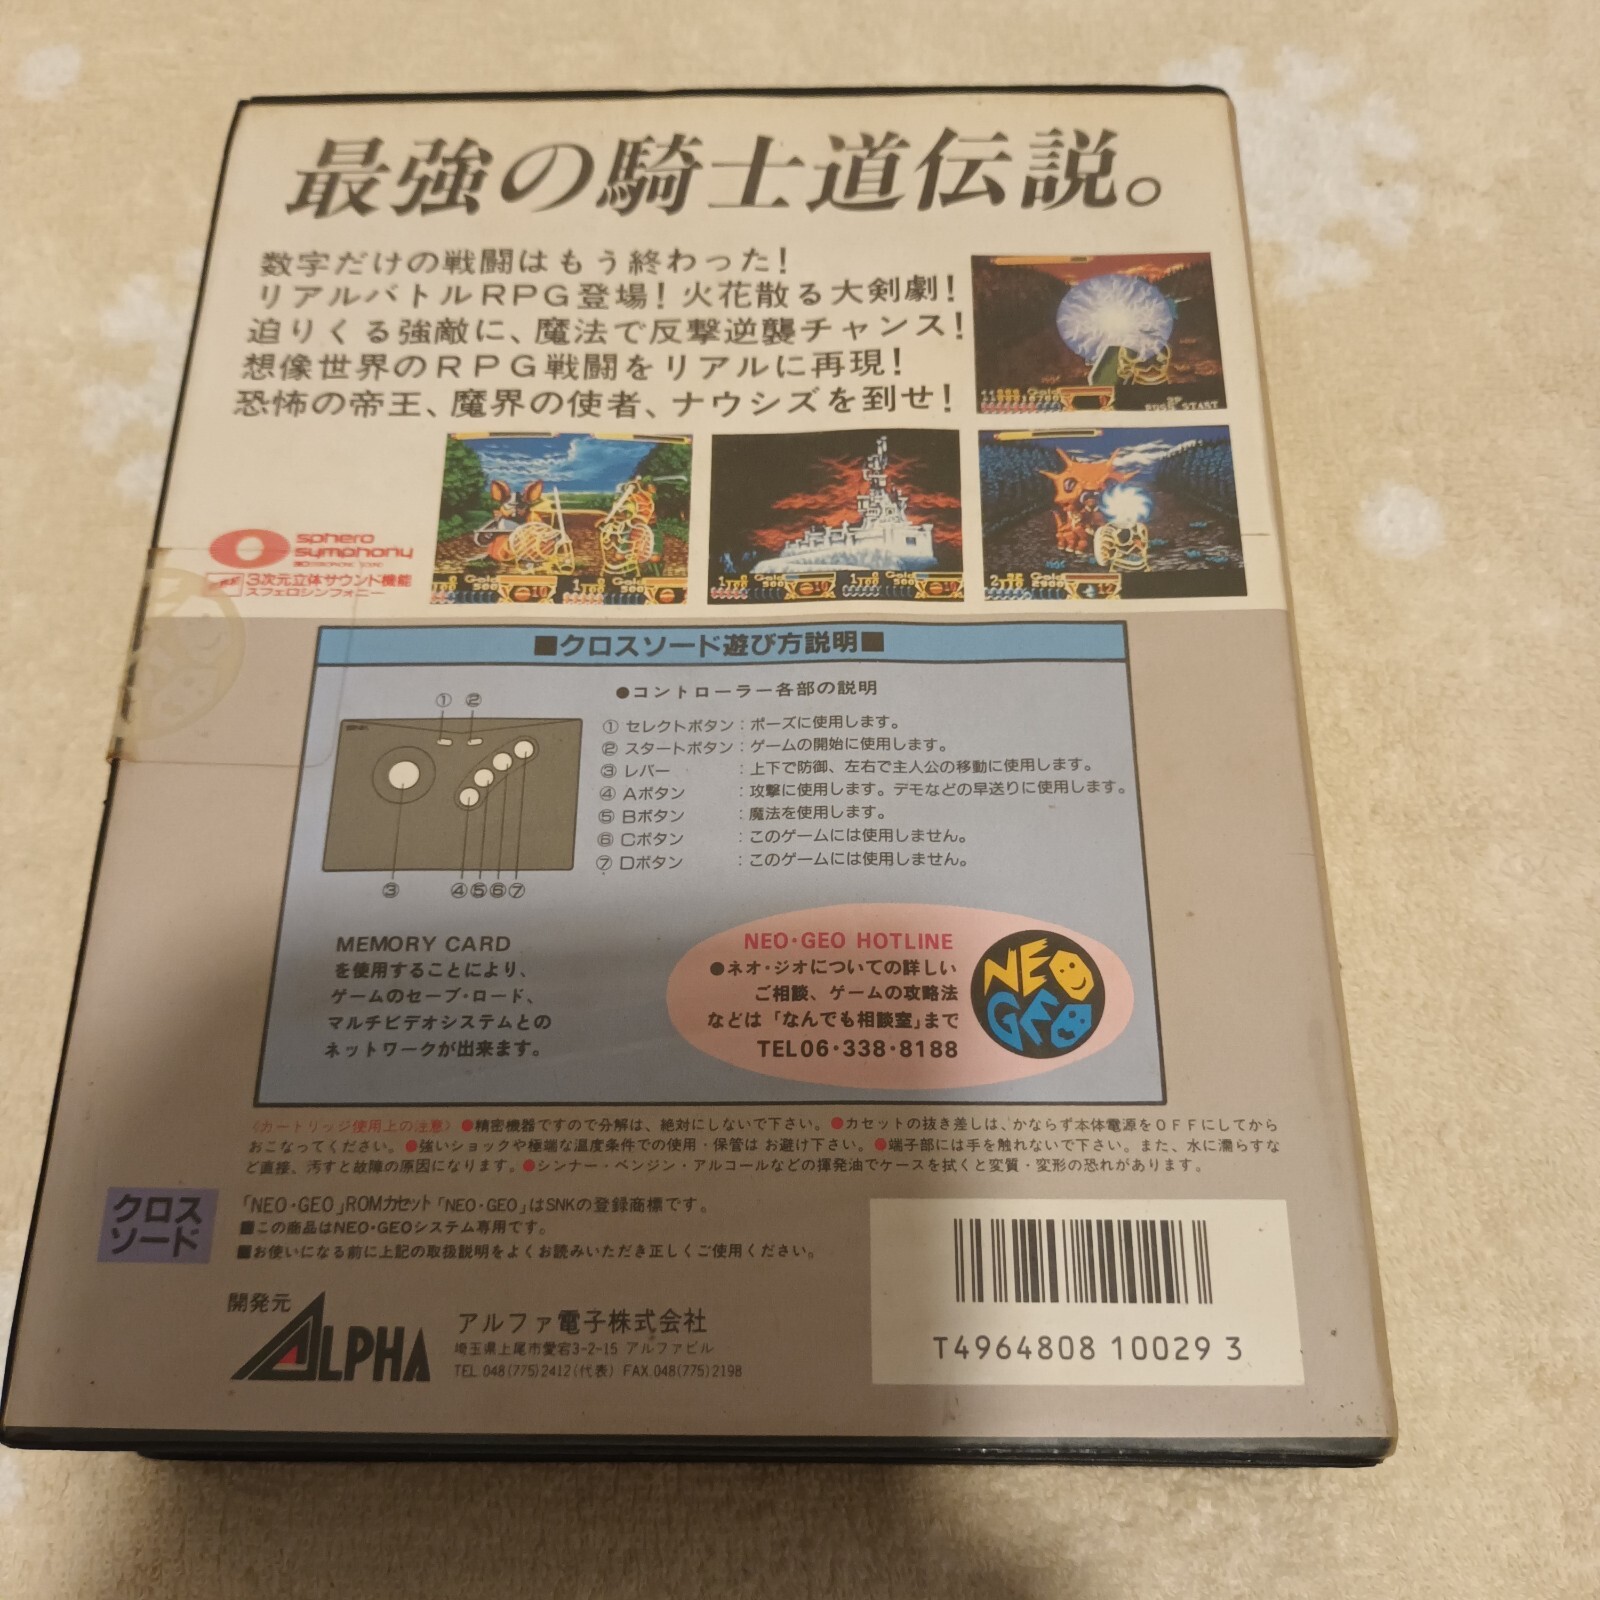 最強の騎士道伝説。
数字だけの戦闘はもう終わった!
リアルバトルRPG登場!火花散る大剣劇!
迫りくる強敵に、魔法で反撃逆襲チャンス!
想像世界のRPG戦闘をリアルに再現!
恐怖の帝王、魔界の使者、ナウシズを到せ!
sphero
symphony
3次元立体サウンド機能
スフェロシンフォニー
■クロスソード遊び方説明■
●コントローラー各部の説明
① ②
③ ④⑤⑥⑦
① セレクトボタン:ポーズに使用します。
② スタートボタン:ゲームの開始に使用します。
③ レバー :上下で防御、左右で主人公の移動に使用します。
④ Aボタン :攻撃に使用します。デモなどの早送りに使用します。
⑤ Bボタン :魔法を使用します。
⑥ Cボタン :このゲームには使用しません。
⑦ Dボタン :このゲームには使用しません。
MEMORY CARD
を使用することにより、
ゲームのセーブ・ロード、
マルチビデオシステムとの
ネットワークが出来ます。
NEO・GEO HOTLINE
●ネオ・ジオについての詳しい
ご相談、ゲームの攻略法
などは「なんでも相談室」まで
TEL06・338・8188
NEO
GEO
《カートリッジ使用上の注意》●精密機器ですので分解は、絶対にしないで下さい。●カセットの抜き差しは、かならず本体電源をOFFにしてから
おこなってください。●強いショックや極端な温度条件での使用・保管は お避け下さい。●端子部には手を触れないで下さい。また、水に濡らすな
ど直接、汚すと故障の原因になります。●シンナー・ベンジン・アルコールなどの揮発油でケースを拭くと変質・変形の恐れがあります。
クロス
ソード
「NEO・GEO」ROMカセット「NEO・GEO」はSNKの登録商標です。
■この商品はNEO・GEOシステム専用です。
■お使いになる前に上記の取扱説明をよくお読みいただき正しくご使用ください。
開発元
ALPHA
アルファ電子株式会社
埼玉県上尾市愛宕3-2-15 アルファビル
TEL 048(775)2412(代表) FAX.048(775)2198
T4964808 10029 3